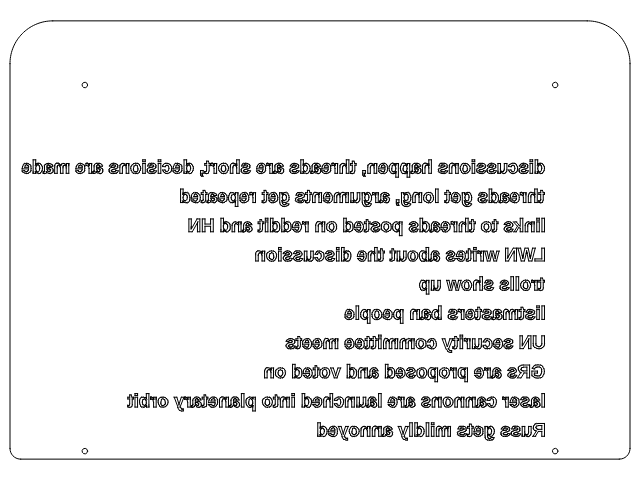 discussions happen, threads are short, decisions are made
threads get long, arguments get repeated
links to threads posted on reddit and HN
LWN writes about the discussion
trolls show up
listmasters ban people
UN security committee meets
GRs are proposed and voted on
laser cannons are launched into planetary orbit
Russ gets mildly annoyed